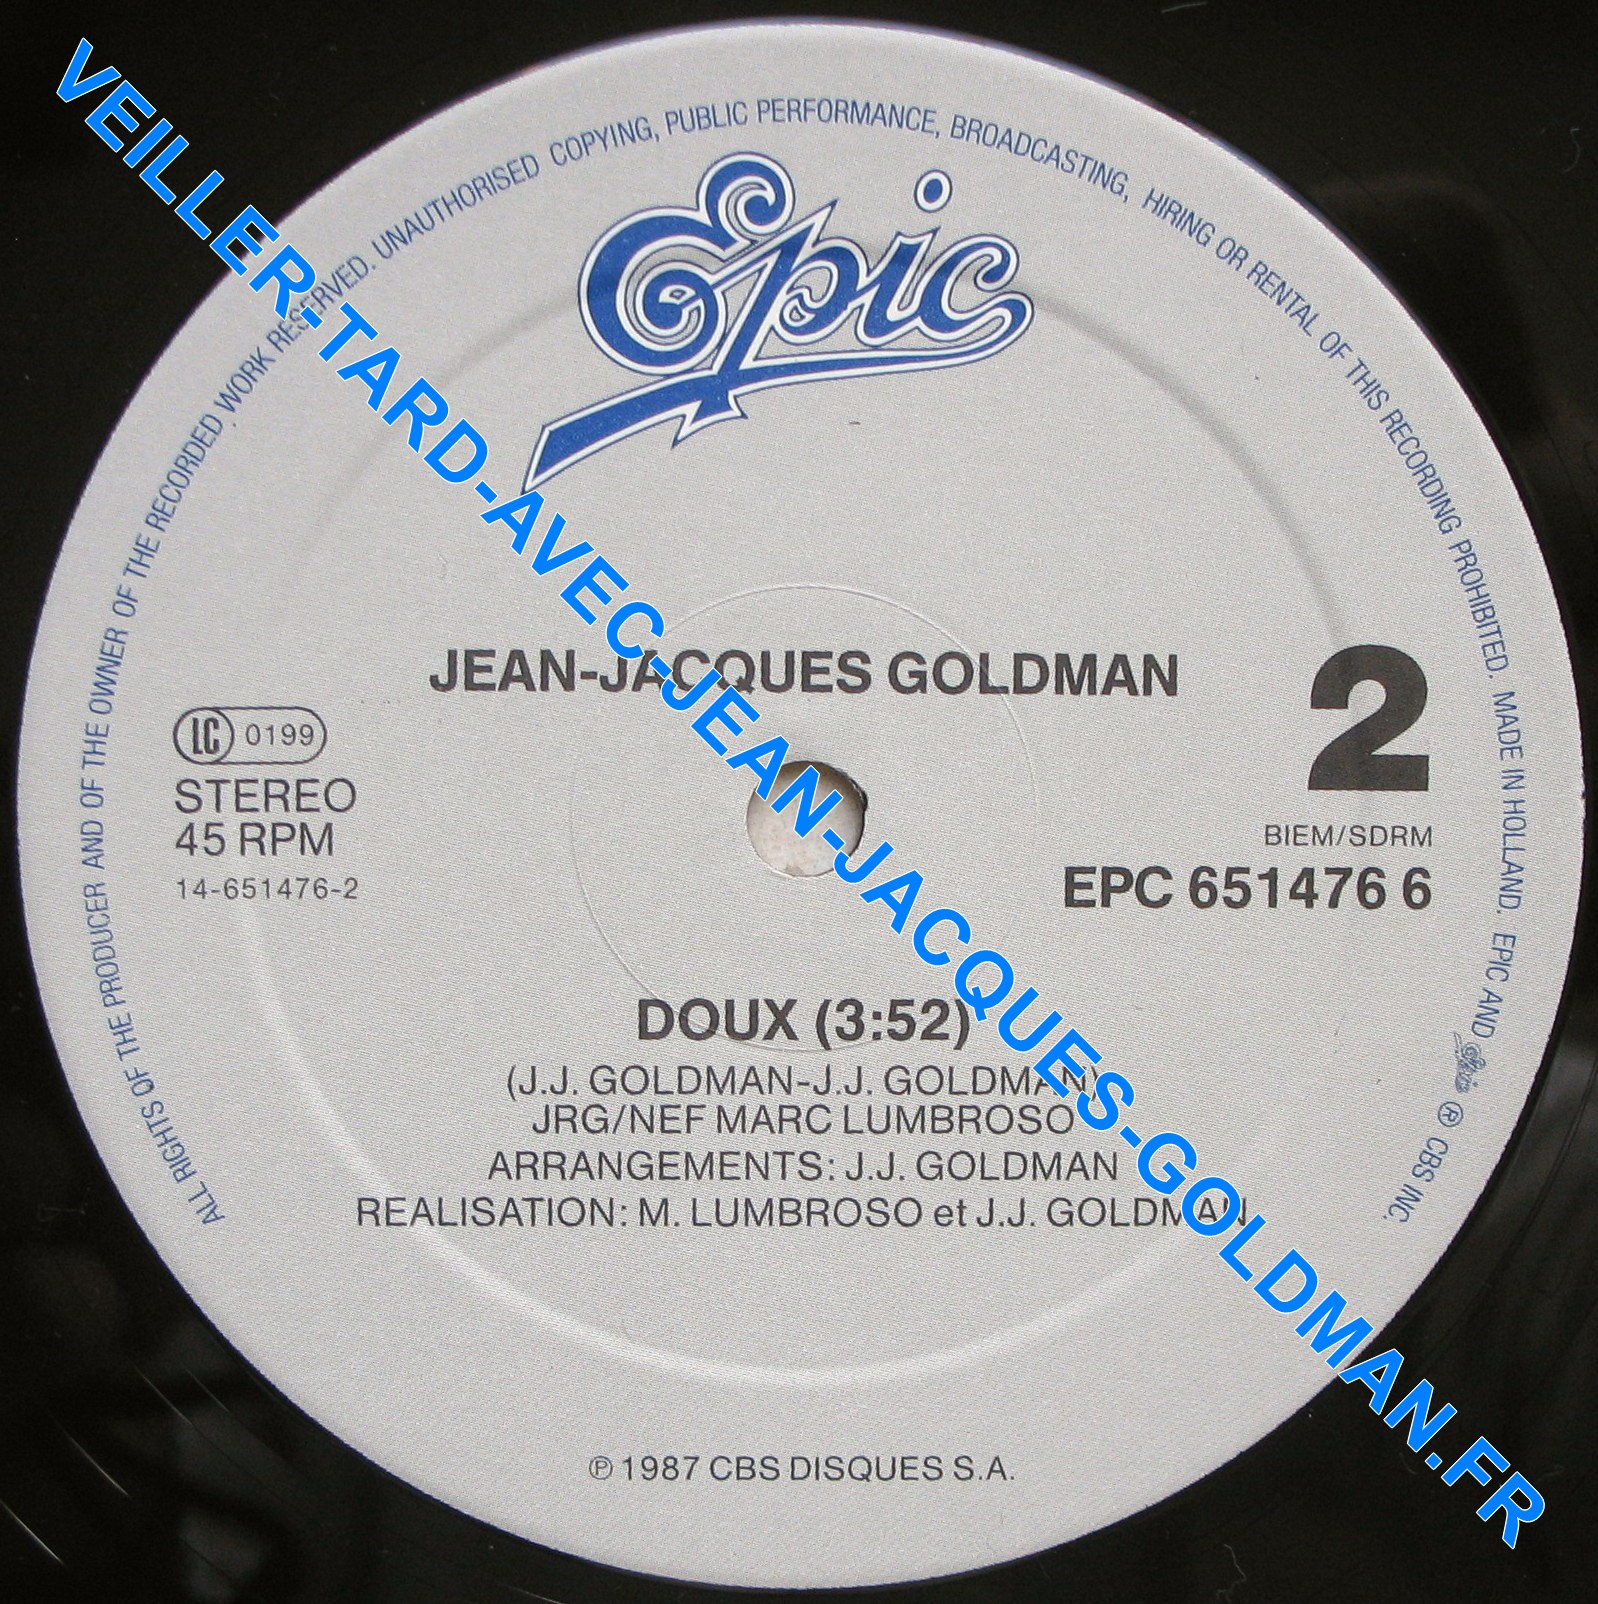 ALL RIGHTS OF THE PRODUCER AND OF THE OWNER OF THE RECORDED WORK RESERVED. UNAUTHORISED COPYING, PUBLIC PERFORMANCE, BROADCASTING, HIRING OR RENTAL OF THIS RECORDING PROHIBITED. MADE IN HOLLAND. EPIC AND Epic ® CBS INC.
Epic
JEAN-JACQUES GOLDMAN
2
LC 0199
STEREO
45 RPM
14-651476-2
BIEM/SDRM
EPC 651476 6
DOUX (3:52)
(J.J. GOLDMAN-J.J. GOLDMAN)
JRG/NEF MARC LUMBROSO
ARRANGEMENTS: J.J. GOLDMAN
REALISATION: M. LUMBROSO et J.J. GOLDMAN
℗ 1987 CBS DISQUES S.A.
VEILLER-TARD-AVEC-JEAN-JACQUES-GOLDMAN.FR